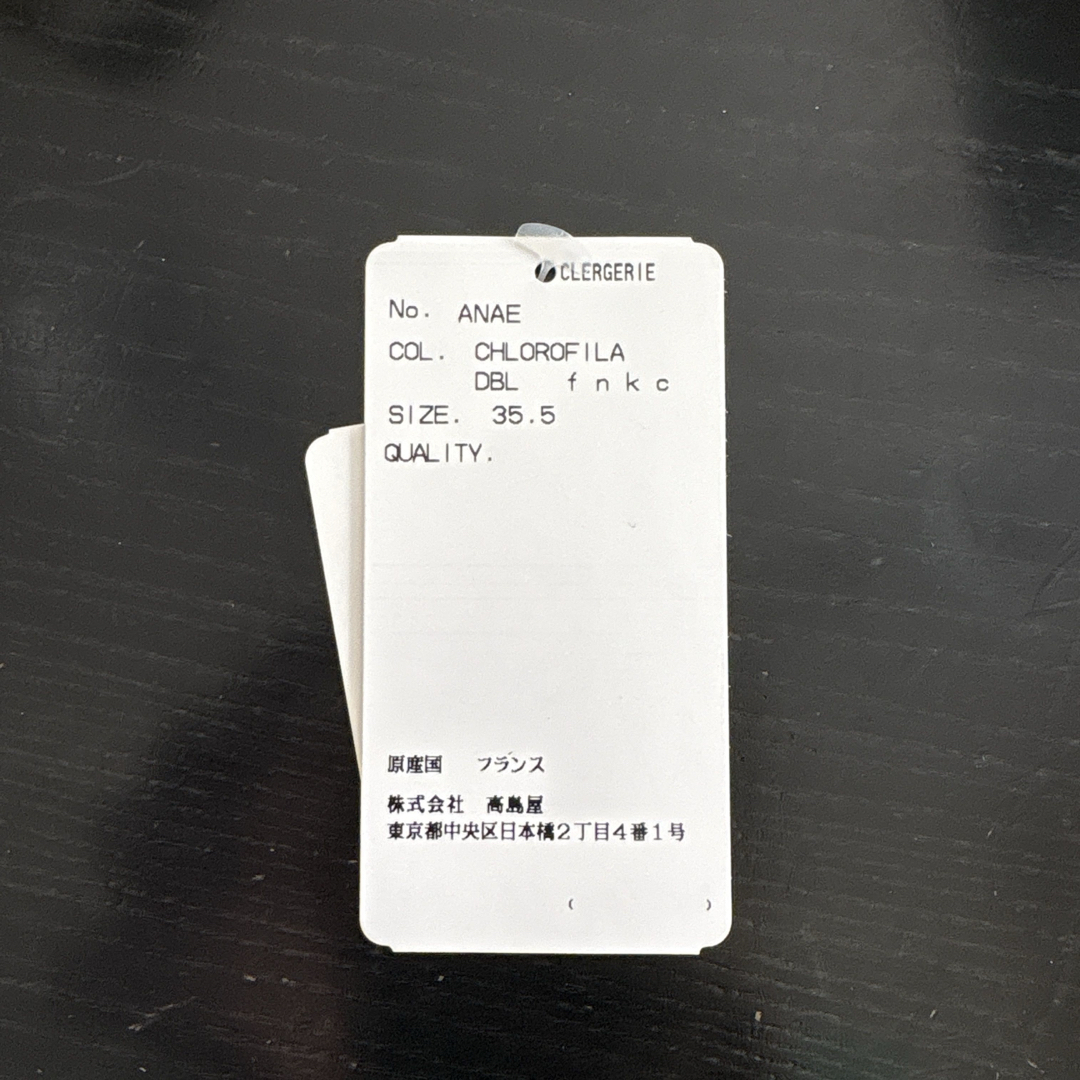 CLERGERIE
No. ANAE
COL. CHLOROFILA
DBL fnkc
SIZE. 35.5
QUALITY.
原産国 フランス
株式会社 高島屋
東京都中央区日本橋2丁目4番1号
( )